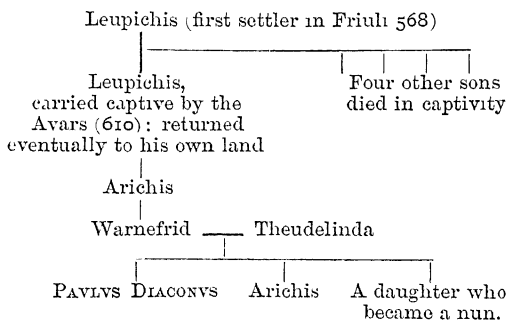 Leupichis (first settler in Friuli 568)
Leupichis,
carried captive by the
Avars (610): returned
eventually to his own land
Four other sons
died in captivity
Arichis
Warnefrid Theudelinda
PAVLVS DIACONVS Arichis A daughter who
became a nun.